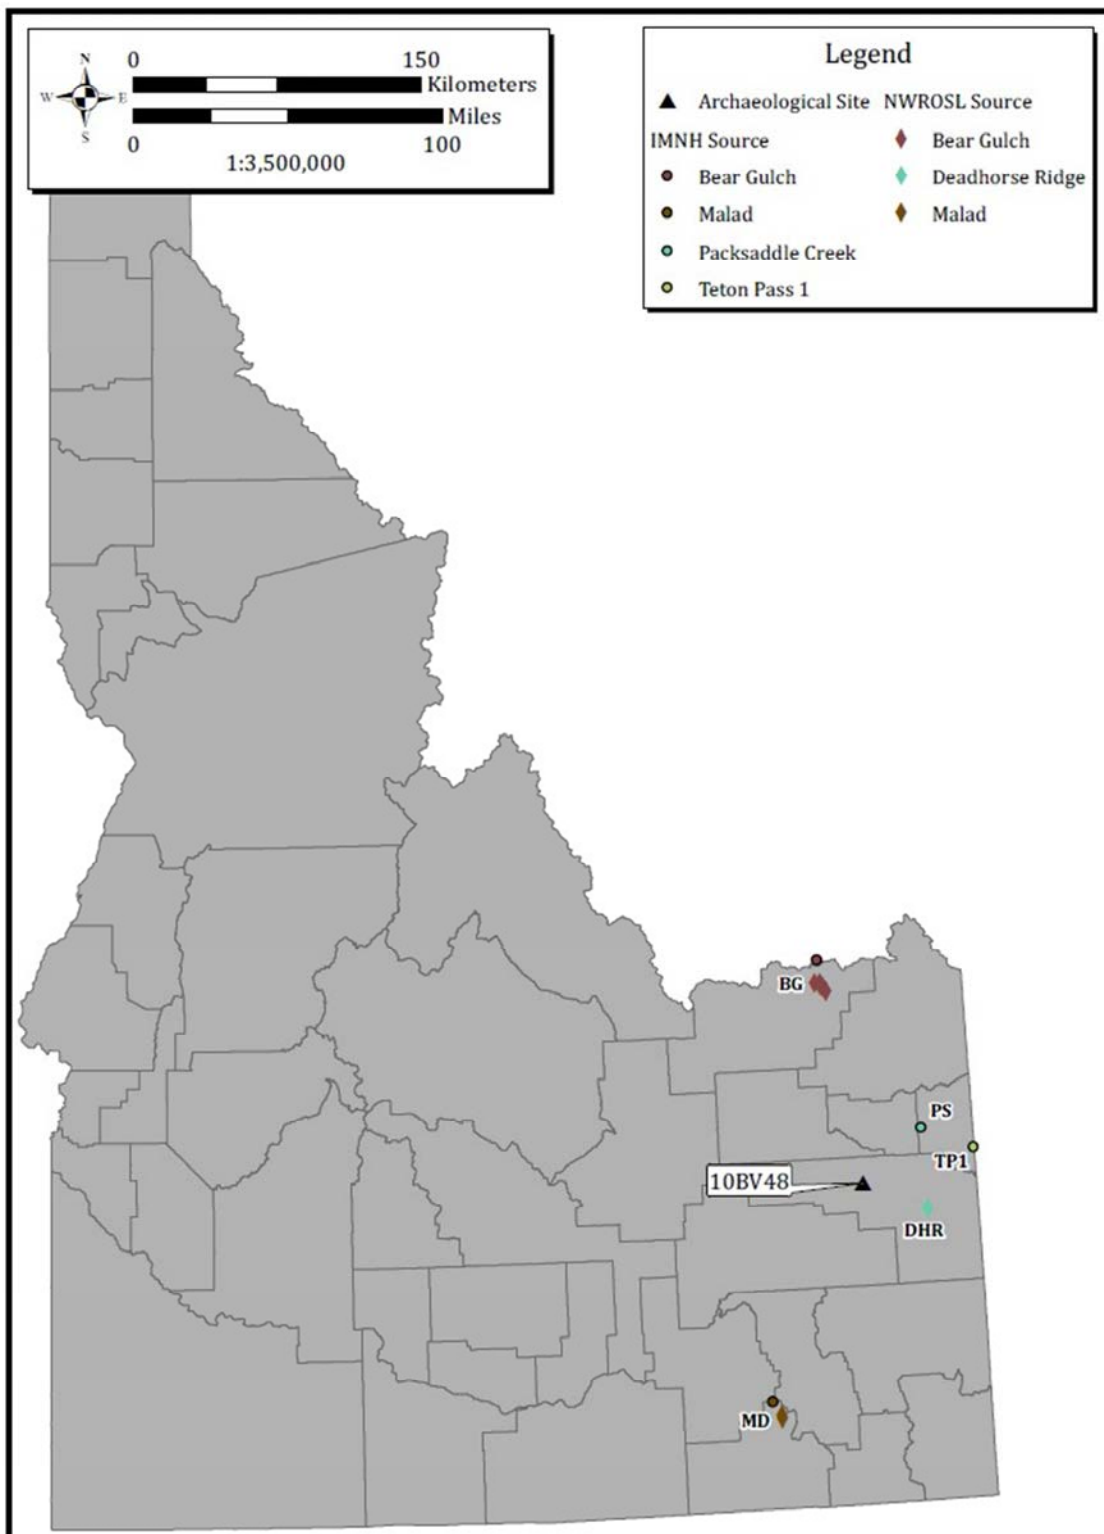 0 150
N
W E
S
Kilometers
Miles
0 100
1:3,500,000
Legend
Archaeological Site NWROSL Source
IMNH Source Bear Gulch
Bear Gulch Deadhorse Ridge
Malad Malad
Packsaddle Creek
Teton Pass 1
BG
PS
TP1
10BV48
DHR
MD